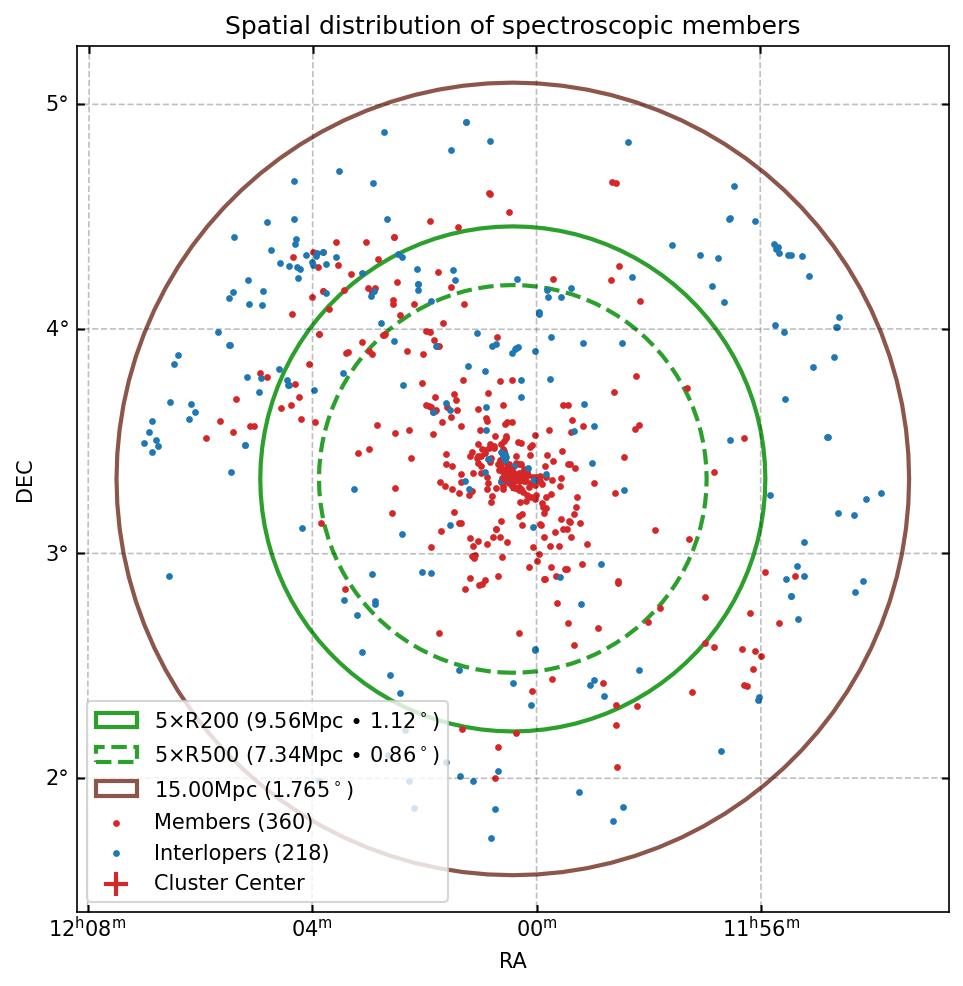 Spatial distribution of spectroscopic members
5°
4°
3°
2°
DEC
5×R200 (9.56Mpc • 1.12°)
5×R500 (7.34Mpc • 0.86°)
15.00Mpc (1.765°)
Members (360)
Interlopers (218)
Cluster Center
12ʰ08ᵐ 04ᵐ 00ᵐ 11ʰ56ᵐ
RA